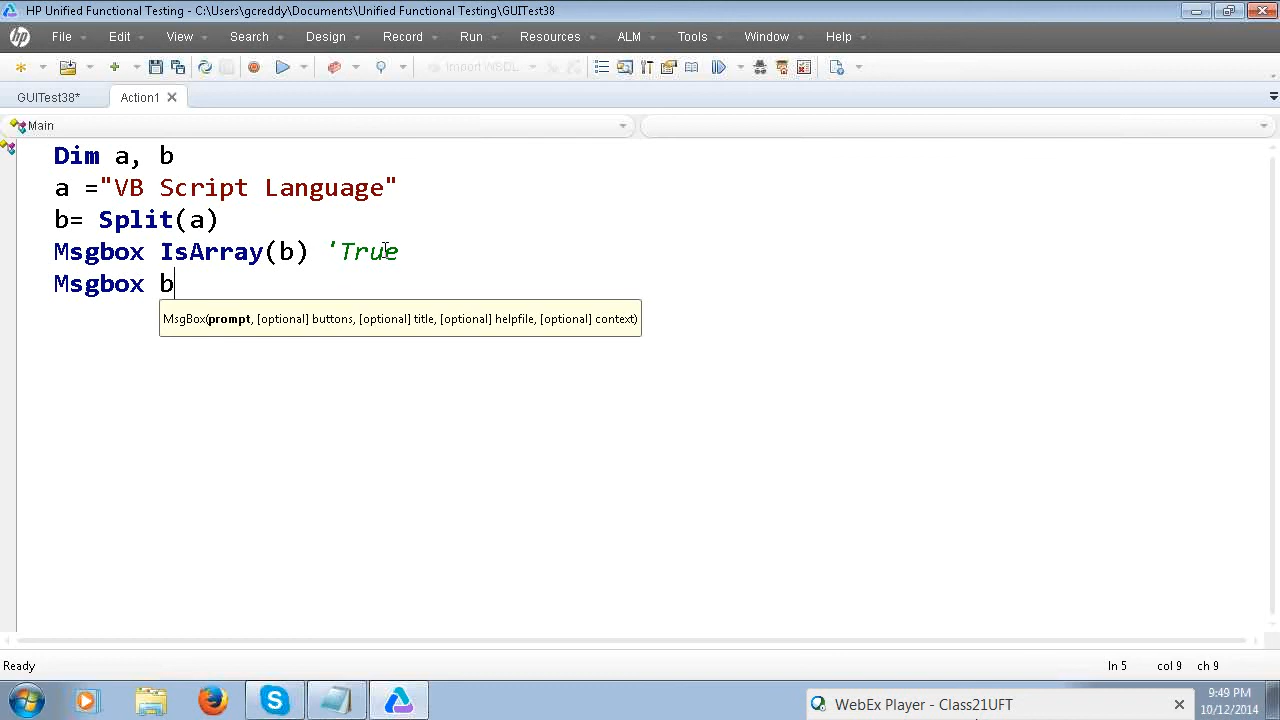 HP Unified Functional Testing - C:\Users\gcreddy\Documents\Unified Functional Testing\GUITest38
hp File Edit View Search Design Record Run Resources ALM Tools Window Help
Import WSDL
GUITest38* Action1
Main
Dim a, b
a ="VB Script Language"
b= Split(a)
Msgbox IsArray(b) 'True
Msgbox b
MsgBox(prompt, [optional] buttons, [optional] title, [optional] helpfile, [optional] context)
Ready ln 5 col 9 ch 9
WebEx Player - Class21UFT
9:49 PM
10/12/2014